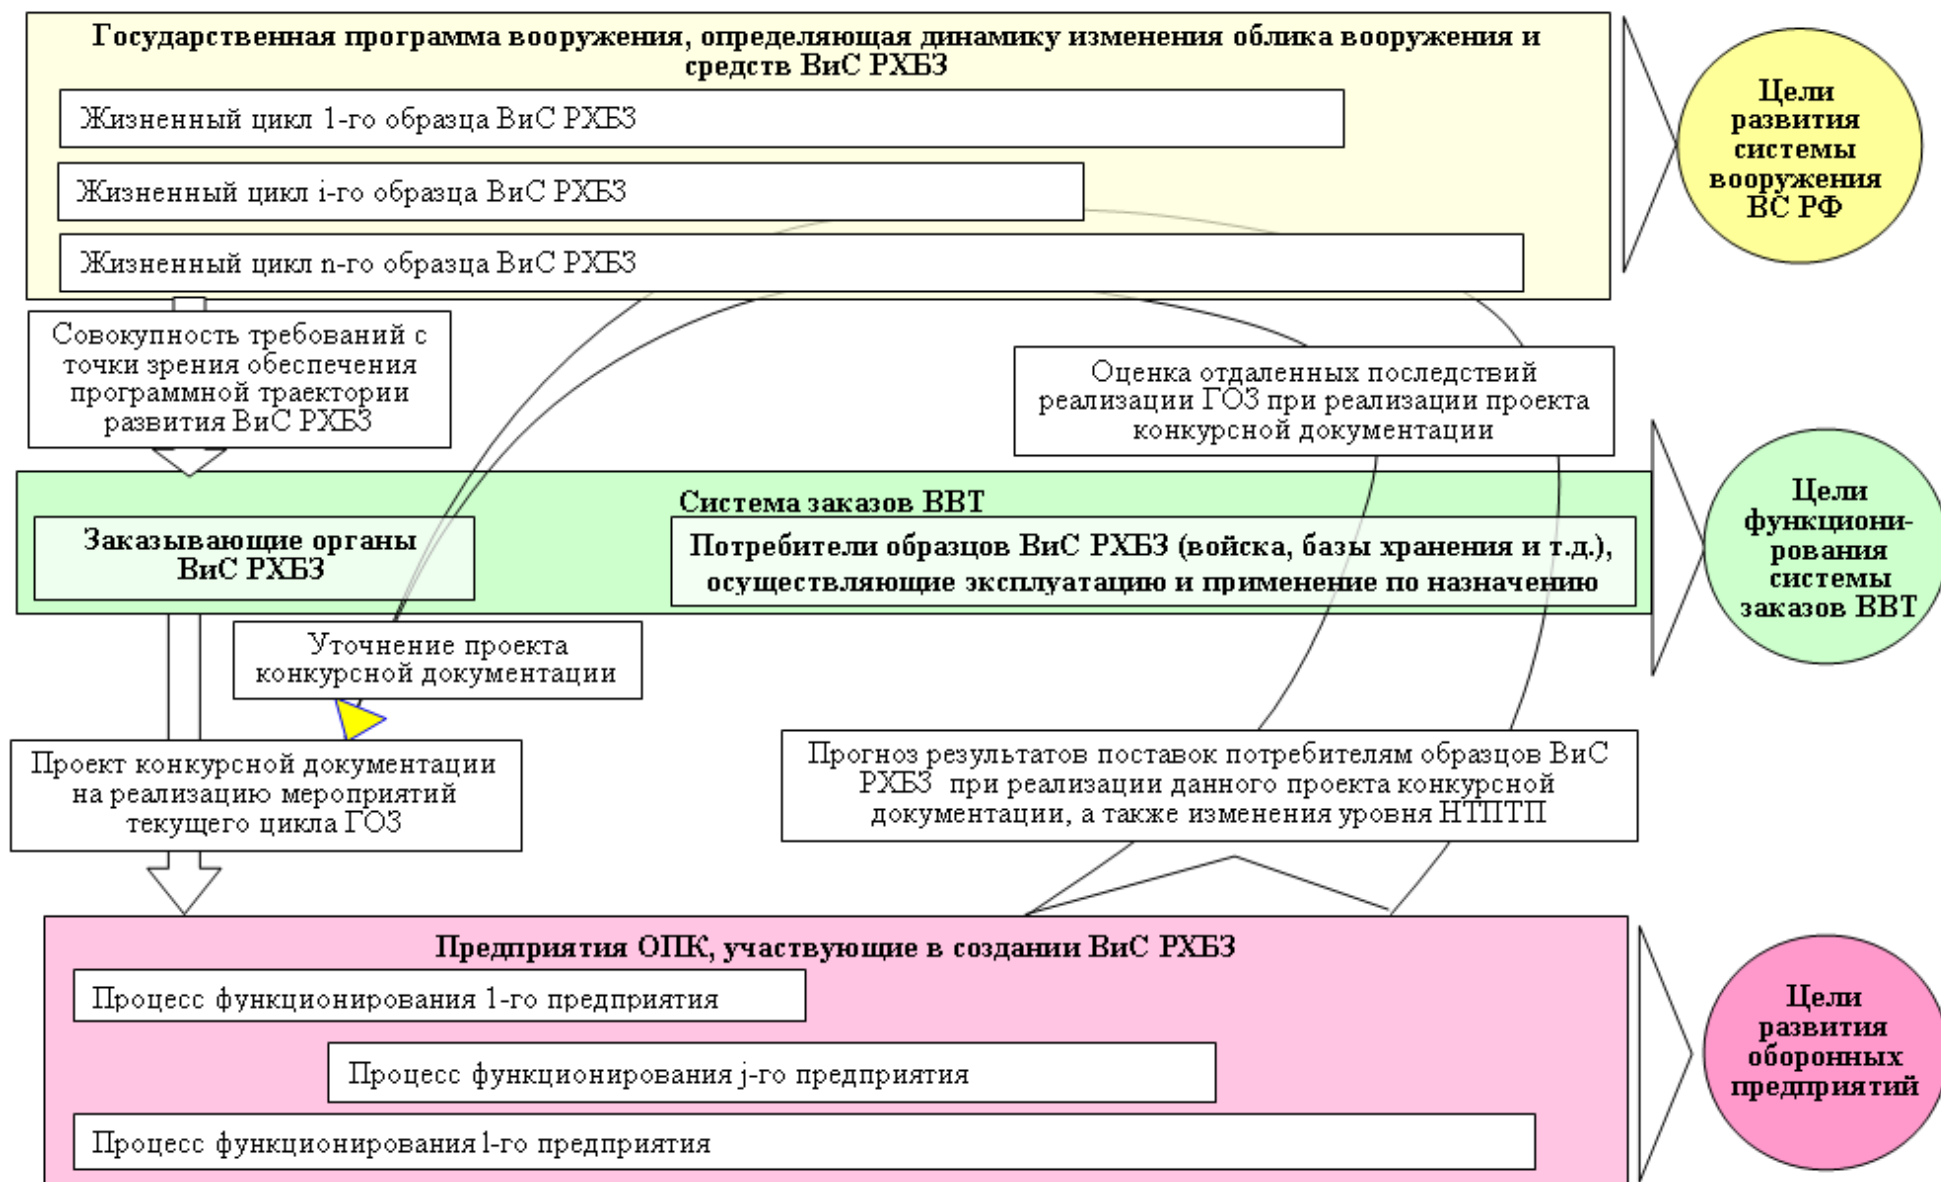 Государственная программа вооружения, определяющая динамику изменения облика вооружения и
средств ВиС РХБЗ
Жизненный цикл 1-го образца ВиС РХБЗ
Жизненный цикл i-го образца ВиС РХБЗ
Жизненный цикл n-го образца ВиС РХБЗ
Цели
развития
системы
вооружения
ВС РФ
Совокупность требований с
точки зрения обеспечения
программной траектории
развития ВиС РХБЗ
Оценка отдаленных последствий
реализации ГОЗ при реализации проекта
конкурсной документации
Система заказов ВВТ
Заказывающие органы
ВиС РХБЗ
Потребители образцов ВиС РХБЗ (войска, базы хранения и т.д.),
осуществляющие эксплуатацию и применение по назначению
Цели
функциони-
рования
системы
заказов ВВТ
Уточнение проекта
конкурсной документации
Проект конкурсной документации
на реализацию мероприятий
текущего цикла ГОЗ
Прогноз результатов поставок потребителям образцов ВиС
РХБЗ при реализации данного проекта конкурсной
документации, а также изменения уровня НТПТП
Предприятия ОПК, участвующие в создании ВиС РХБЗ
Процесс функционирования 1-го предприятия
Процесс функционирования j-го предприятия
Процесс функционирования l-го предприятия
Цели
развития
оборонных
предприятий